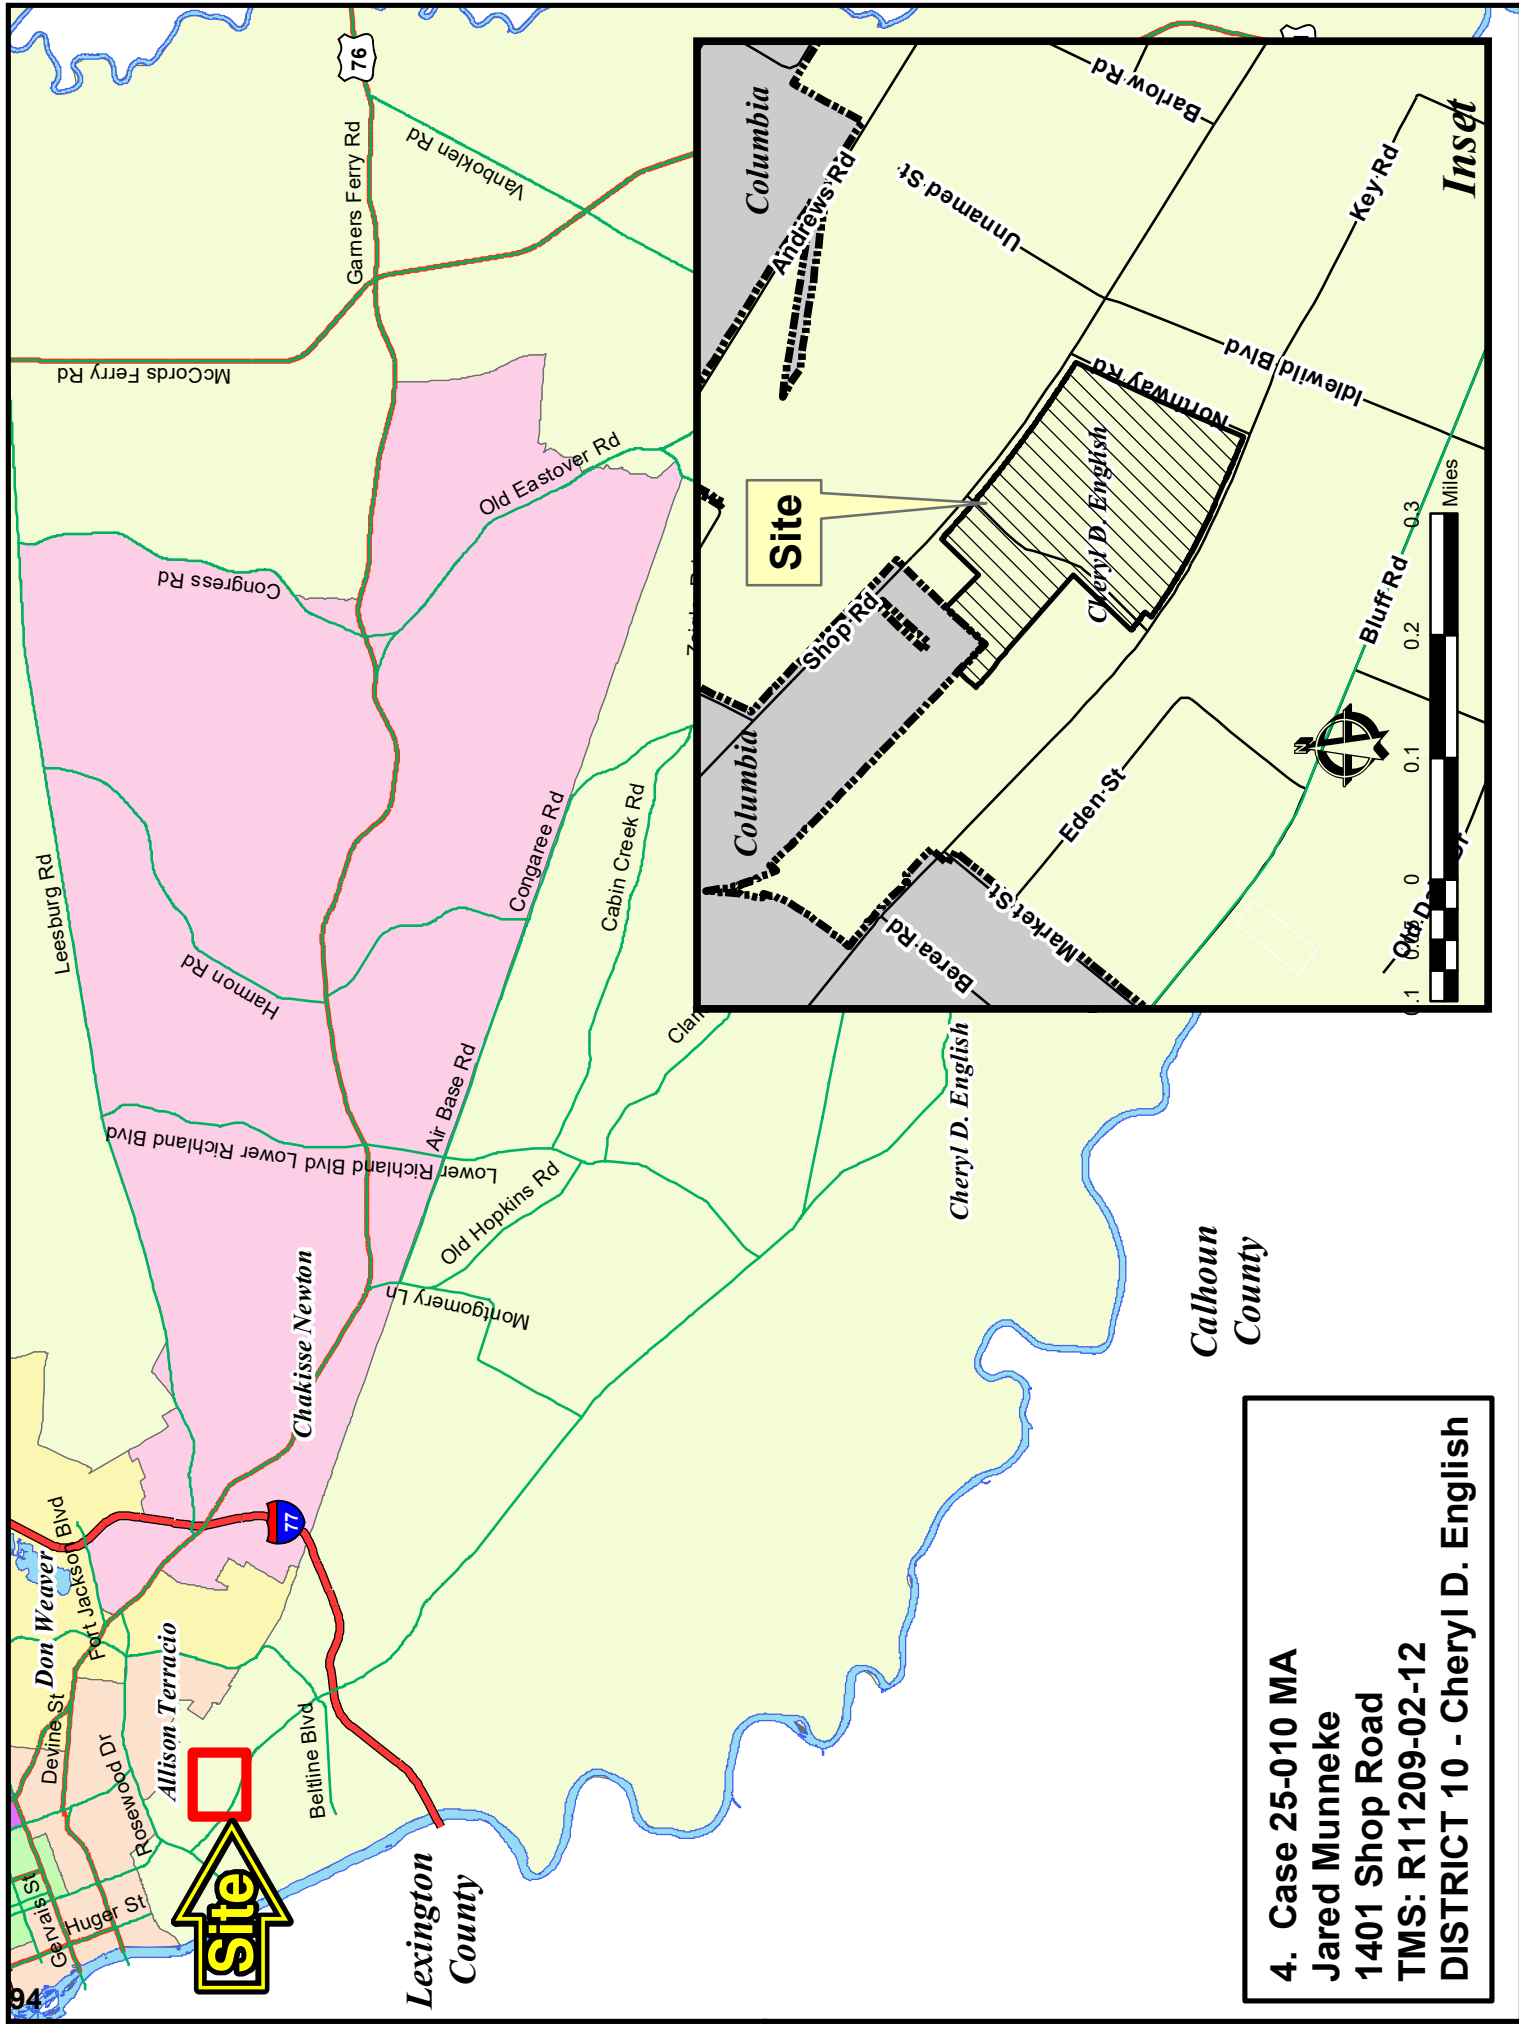 94
Gervais St
Huger St
Devine St
Rosewood Dr
Don Weaver
Fort Jackson Blvd
Allison Terracio
Site
Beltline Blvd
77
Lexington
County
Chakisse Newton
Leesburg Rd
Lower Richland Blvd
Lower Richland Blvd
Air Base Rd
Montgomery Ln
Old Hopkins Rd
Harmon Rd
Congaree Rd
Cabin Creek Rd
Congress Rd
Old Eastover Rd
McCords Ferry Rd
Garners Ferry Rd
76
Vanboklen Rd
Cheryl D. English
Calhoun
County
Columbia
Columbia
Andrews Rd
Shop Rd
Site
Unnamed St
Barlow Rd
Key Rd
Northway Rd
Idlewild Blvd
Cheryl D. English
Berea Rd
Market St
Eden St
Bluff Rd
N
0.1 0.05 0 0.1 0.2 0.3
Miles
Inset
4. Case 25-010 MA
Jared Munneke
1401 Shop Road
TMS: R11209-02-12
DISTRICT 10 - Cheryl D. English